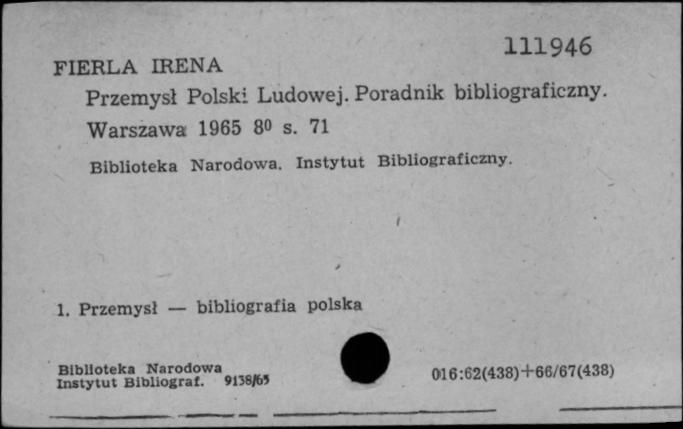 111946
FIERLA IRENA
Przemysł Polski Ludowej. Poradnik bibliograficzny.
Warszawa 1965 8⁰ s. 71
Biblioteka Narodowa. Instytut Bibliograficzny.
1. Przemysł — bibliografia polska
Biblioteka Narodowa
Instytut Bibliograf. 9138/65
016:62(438)+66/67(438)